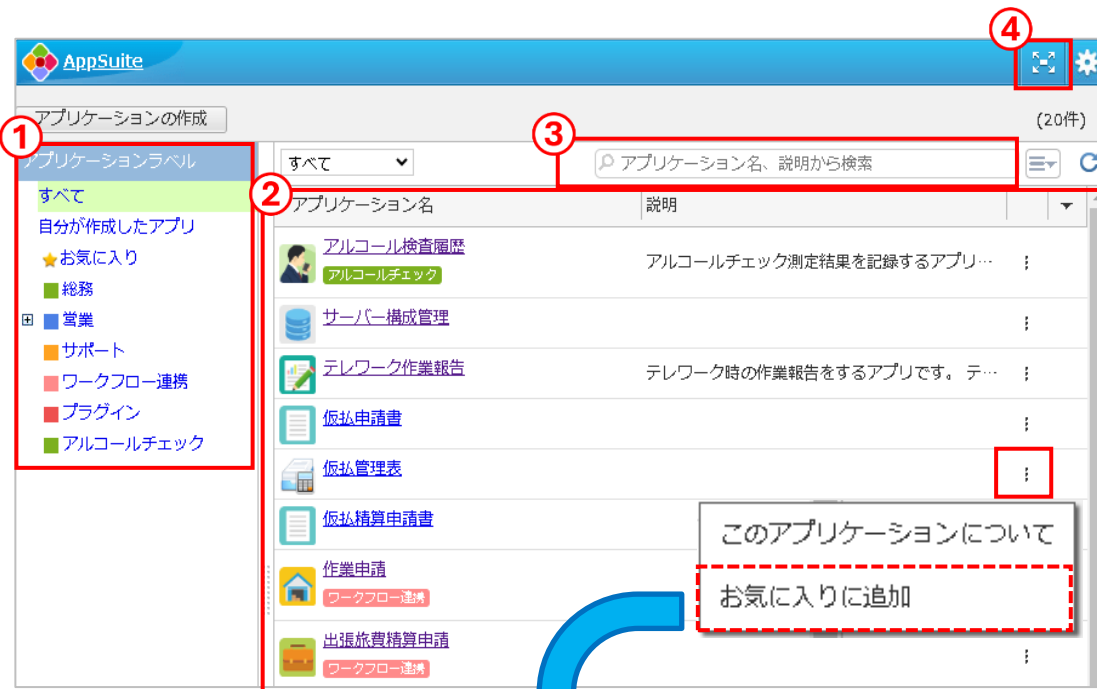 ④
AppSuite
アプリケーションの作成
(20件)
①
③
アプリケーションラベル
すべて
アプリケーション名、説明から検索
すべて
②
アプリケーション名
説明
自分が作成したアプリ
お気に入り
総務
営業
サポート
ワークフロー連携
プラグイン
アルコールチェック
アルコール検査履歴
アルコールチェック
アルコールチェック測定結果を記録するアプリ…
サーバー構成管理
テレワーク作業報告
テレワーク時の作業報告をするアプリです。 テ…
仮払申請書
仮払管理表
仮払精算申請書
このアプリケーションについて
お気に入りに追加
作業申請
ワークフロー連携
出張旅費精算申請
ワークフロー連携